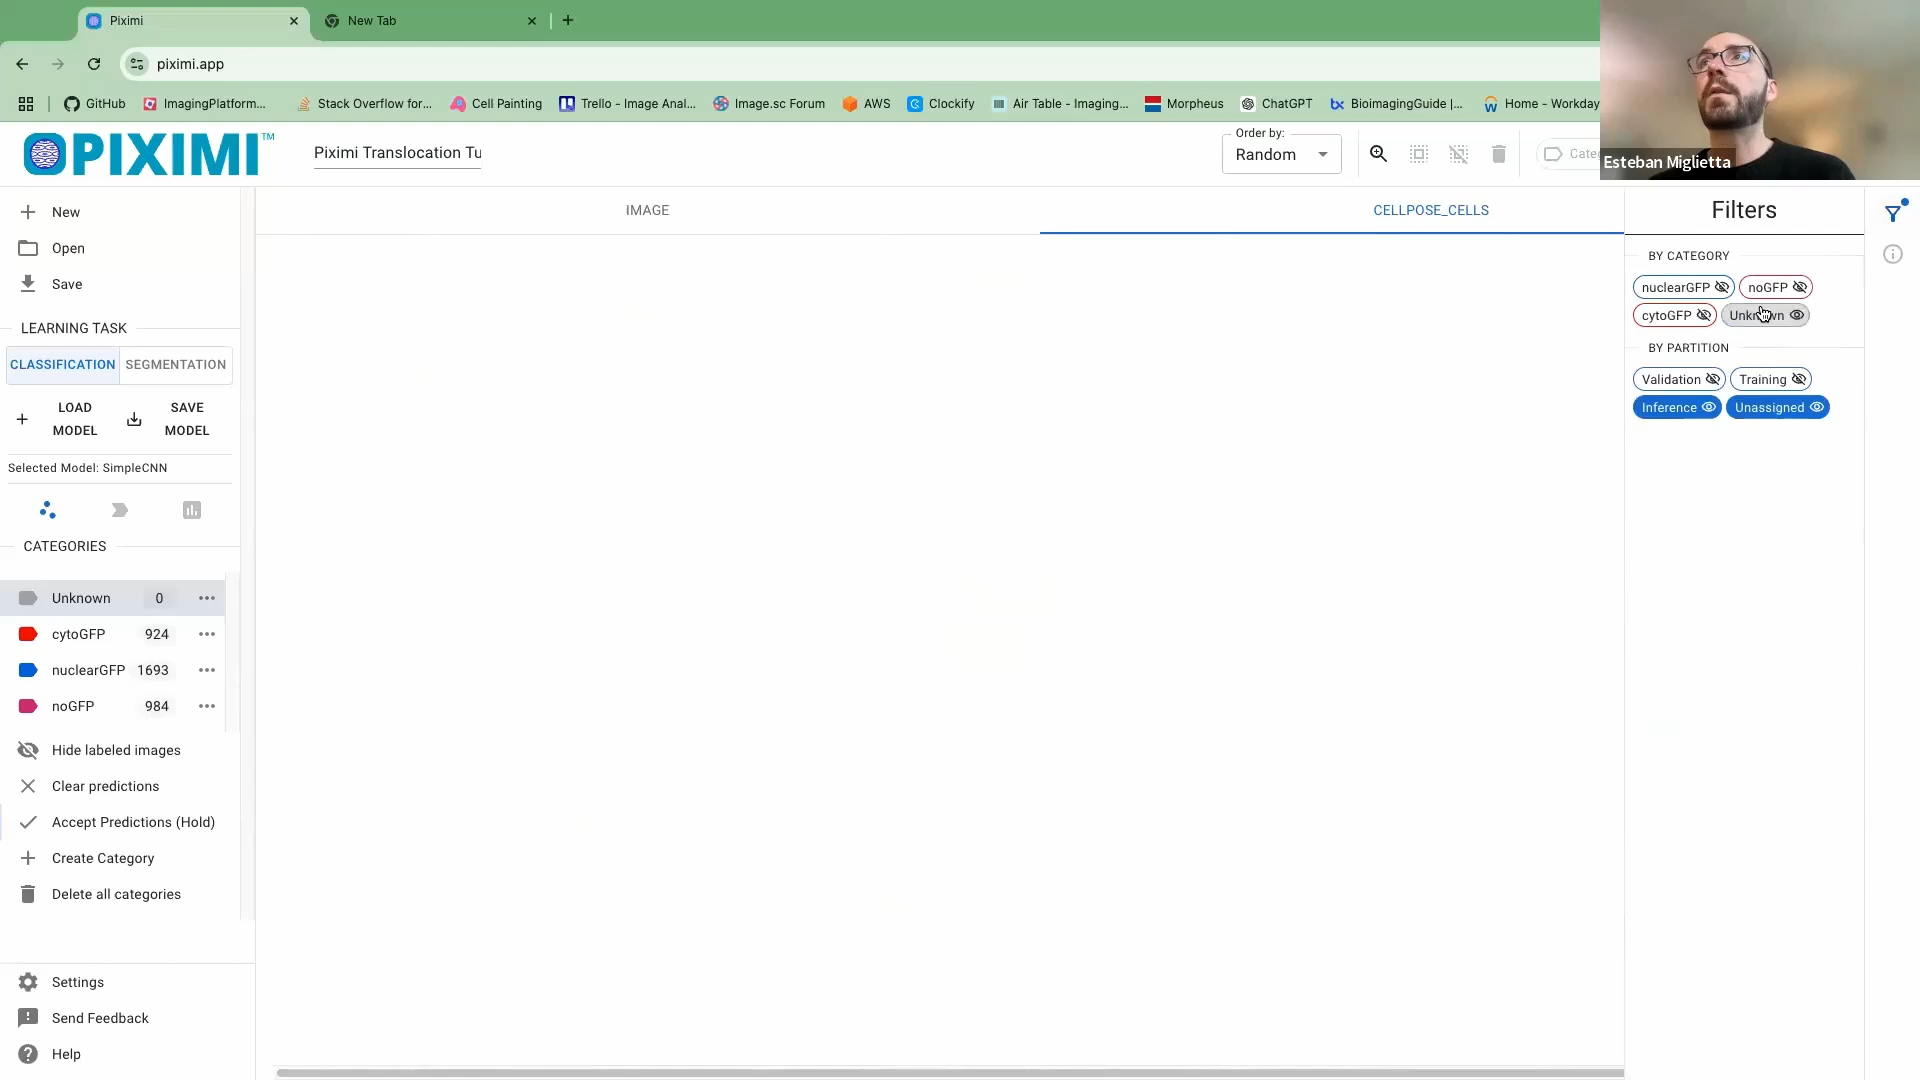 Piximi
New Tab
piximi.app
GitHub
ImagingPlatform...
Stack Overflow for...
Cell Painting
Trello - Image Anal...
Image.sc Forum
AWS
Clockify
Air Table - Imaging...
Morpheus
ChatGPT
BioimagingGuide |...
Home - Workday
Esteban Miglietta
PIXIMI™
Piximi Translocation Tu
Order by:
Random
Cate
New
Open
Save
LEARNING TASK
CLASSIFICATION
SEGMENTATION
LOAD
MODEL
SAVE
MODEL
Selected Model: SimpleCNN
CATEGORIES
Unknown 0
cytoGFP 924
nuclearGFP 1693
noGFP 984
Hide labeled images
Clear predictions
Accept Predictions (Hold)
Create Category
Delete all categories
Settings
Send Feedback
Help
IMAGE
CELLPOSE_CELLS
Filters
BY CATEGORY
nuclearGFP
noGFP
cytoGFP
Unknown
BY PARTITION
Validation
Training
Inference
Unassigned